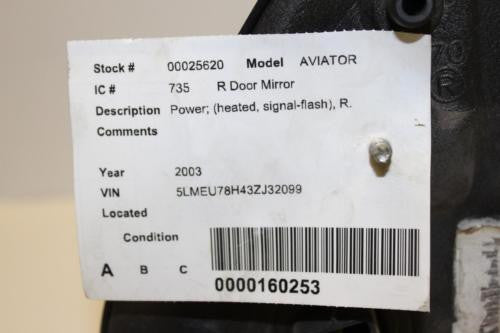 Stock # 00025620 Model AVIATOR
IC # 735 R Door Mirror
Description Power; (heated, signal-flash), R.
Comments
Year 2003
VIN 5LMEU78H43ZJ32099
Located
Condition
A B C
0000160253